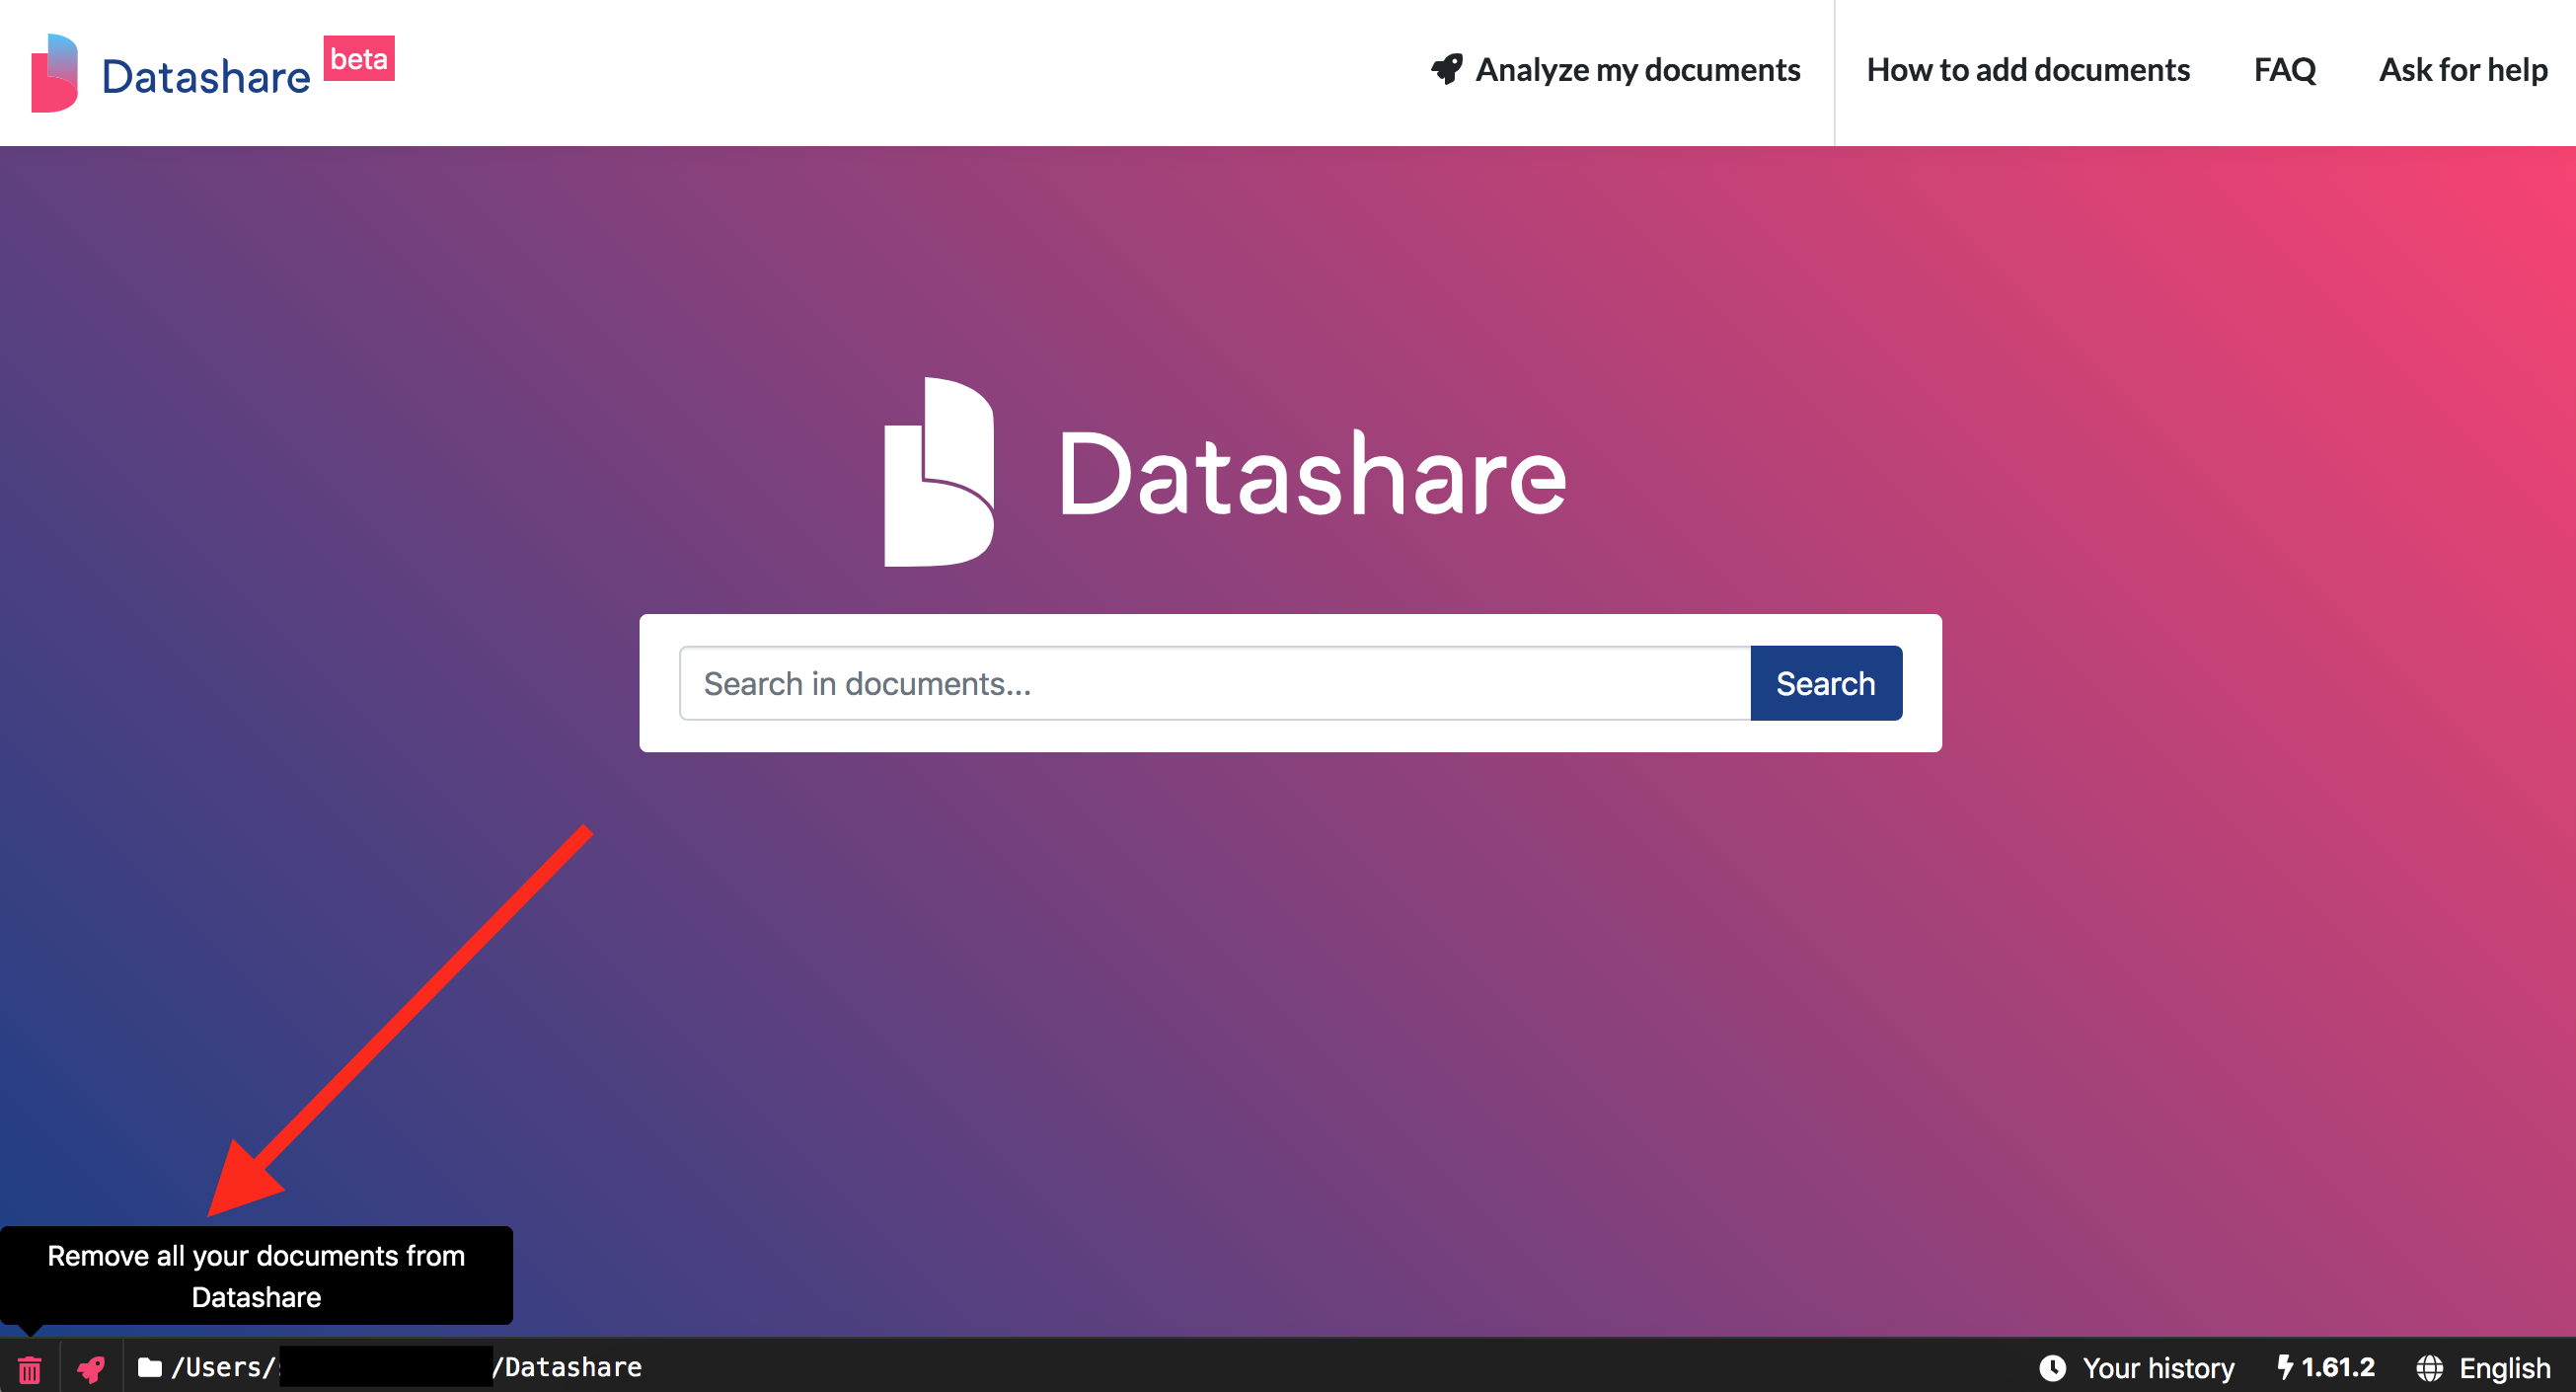 Datashare beta
Analyze my documents
How to add documents
FAQ
Ask for help
Datashare
Search in documents...
Search
Remove all your documents from
Datashare
/Users/ /Datashare
Your history
1.61.2
English